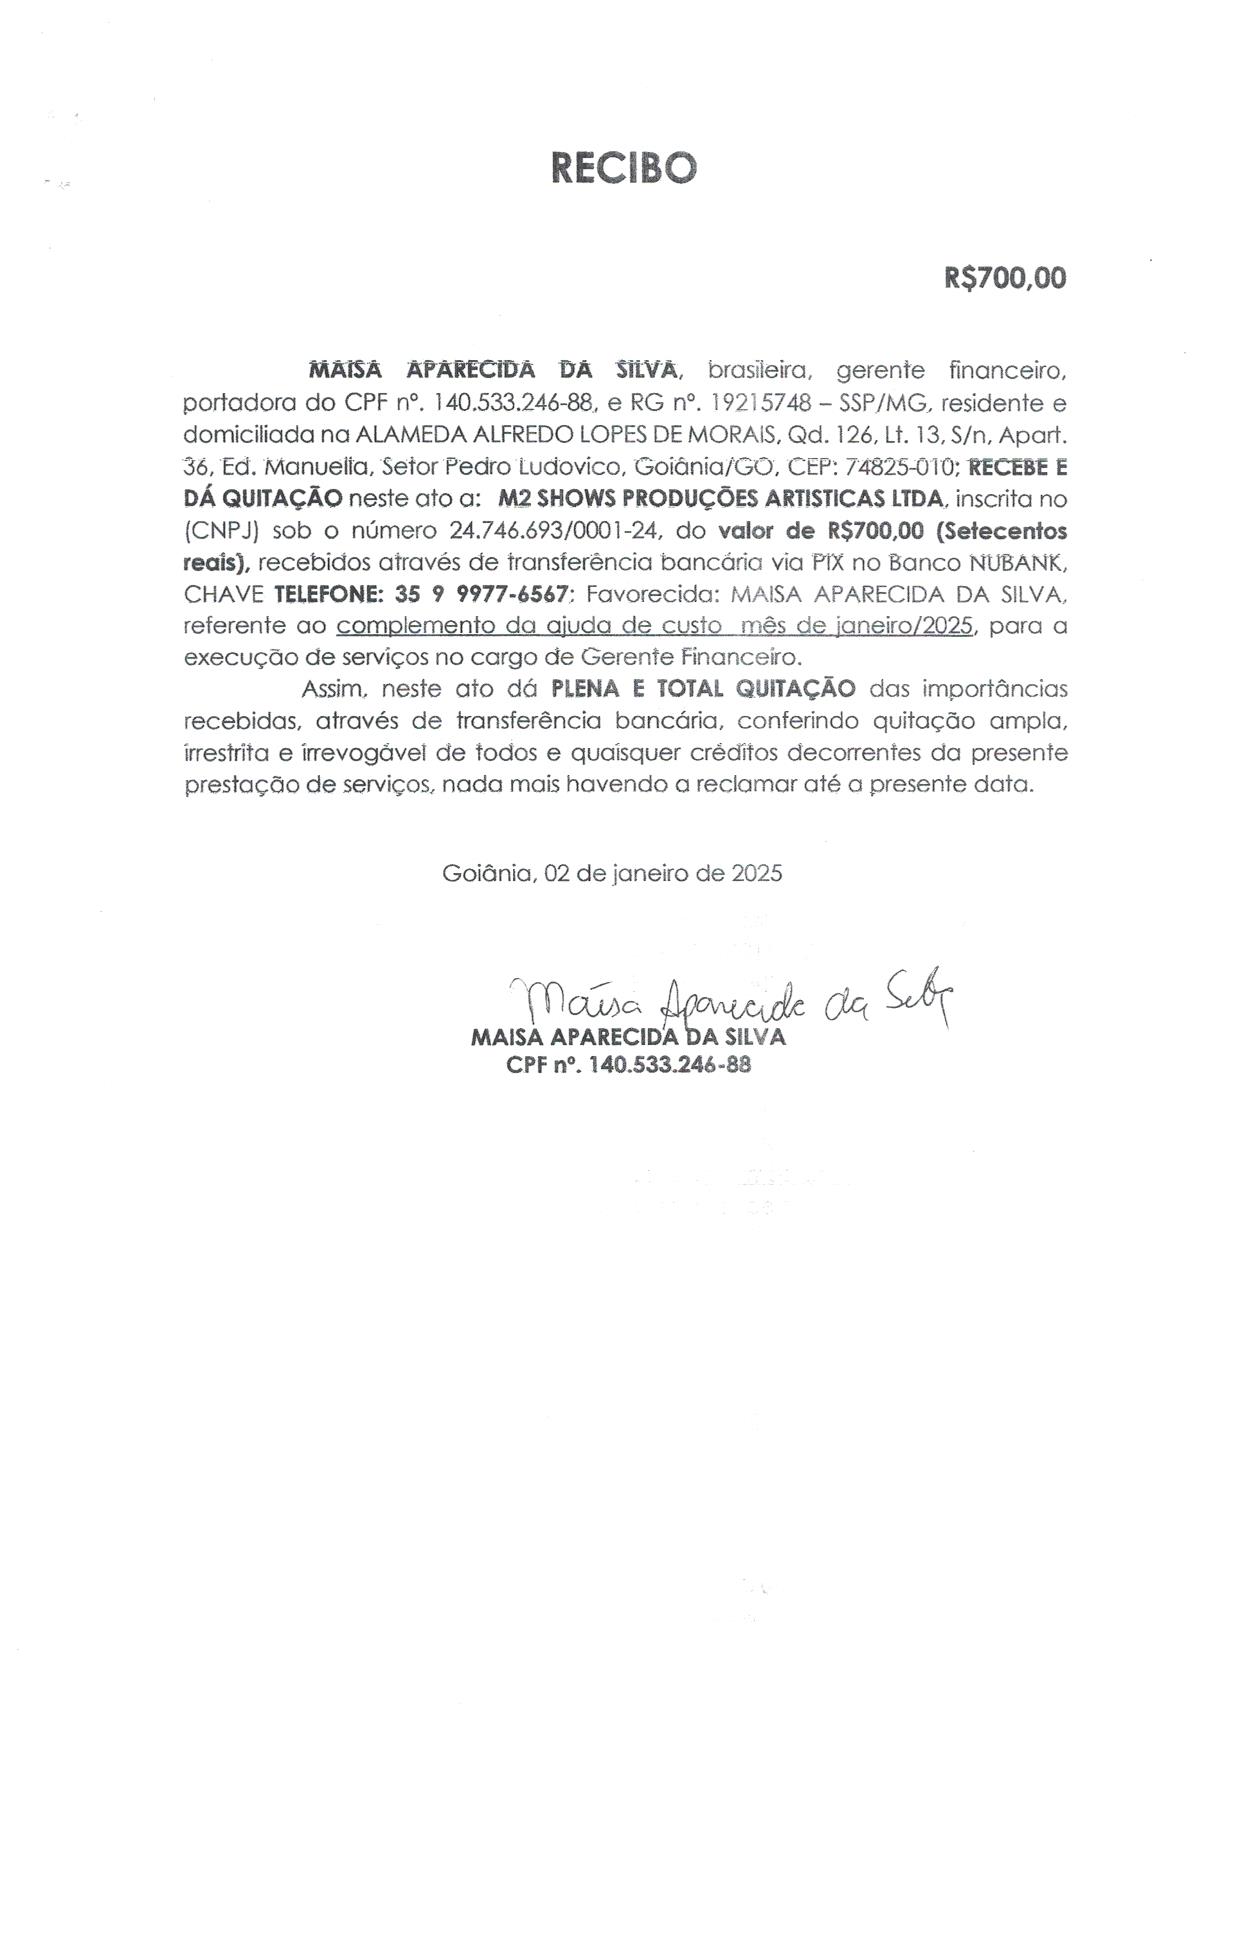 RECIBO
R$700,00
MAISA APARECIDA DA SILVA, brasileira, gerente financeiro,
portadora do CPF nº. 140.533.246-88, e RG nº. 19215748 – SSP/MG, residente e
domiciliada na ALAMEDA ALFREDO LOPES DE MORAIS, Qd. 126, Lt. 13, S/n, Apart.
36, Ed. Manuella, Setor Pedro Ludovico, Goiânia/GO, CEP: 74825-010; RECEBE E
DÁ QUITAÇÃO neste ato a: M2 SHOWS PRODUÇÕES ARTISTICAS LTDA, inscrita no
(CNPJ) sob o número 24.746.693/0001-24, do valor de R$700,00 (Setecentos
reais), recebidos através de transferência bancária via PIX no Banco NUBANK,
CHAVE TELEFONE: 35 9 9977-6567; Favorecida: MAISA APARECIDA DA SILVA,
referente ao complemento da ajuda de custo mês de janeiro/2025, para a
execução de serviços no cargo de Gerente Financeiro.
Assim, neste ato dá PLENA E TOTAL QUITAÇÃO das importâncias
recebidas, através de transferência bancária, conferindo quitação ampla,
irrestrita e irrevogável de todos e quaisquer créditos decorrentes da presente
prestação de serviços, nada mais havendo a reclamar até a presente data.
Goiânia, 02 de janeiro de 2025
Maísa Aparecida da Silva
MAISA APARECIDA DA SILVA
CPF nº. 140.533.246-88